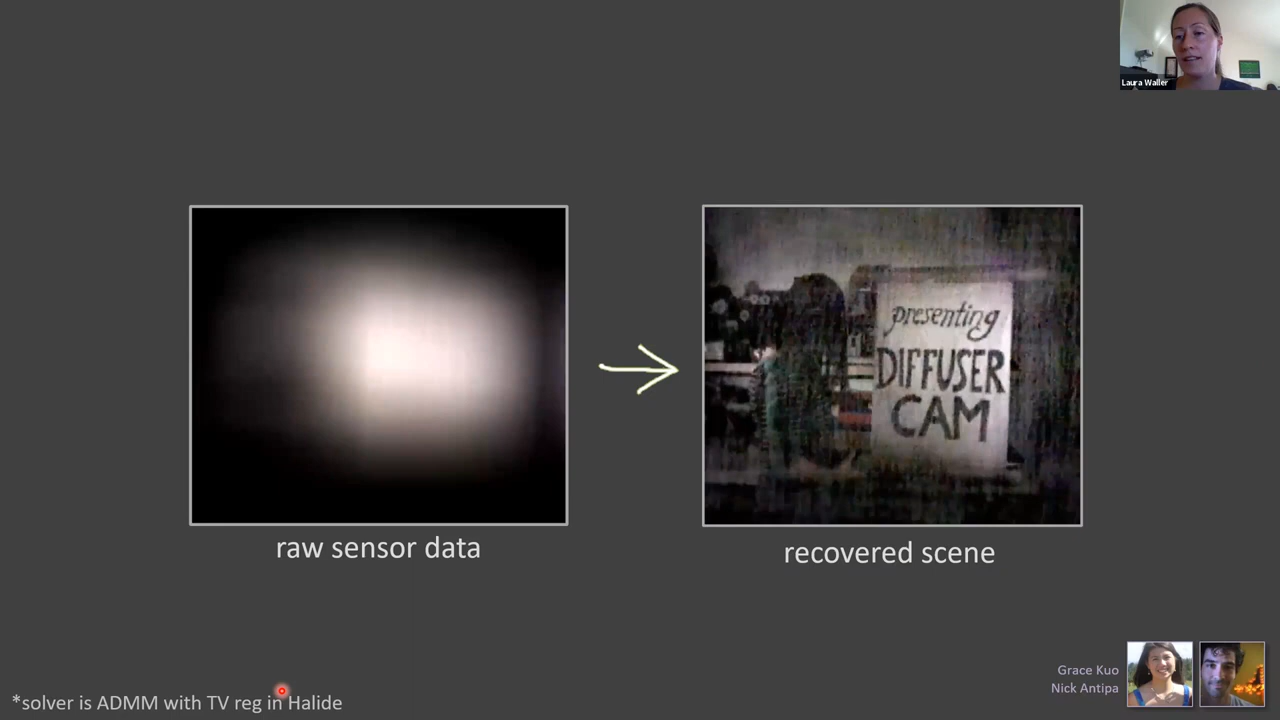 Laura Waller
presenting
DIFFUSER
CAM
raw sensor data
recovered scene
Grace Kuo
Nick Antipa
*solver is ADMM with TV reg in Halide